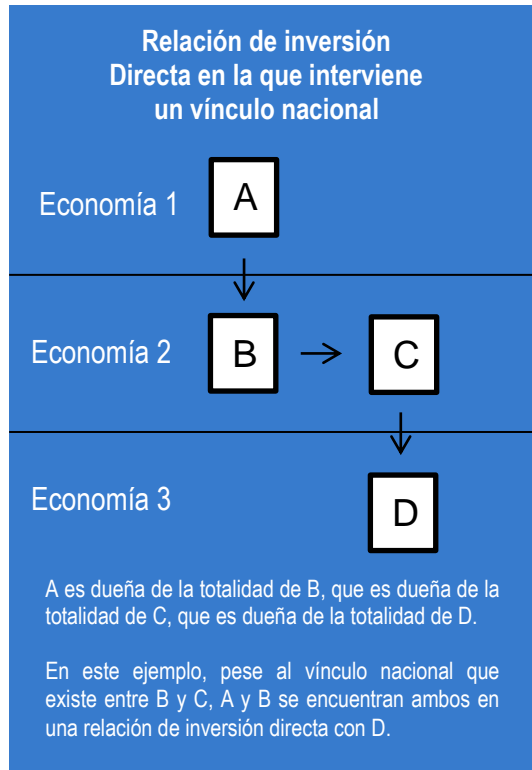 Relación de inversión
Directa en la que interviene
un vínculo nacional
Economía 1
A
Economía 2
B
C
Economía 3
D
A es dueña de la totalidad de B, que es dueña de la
totalidad de C, que es dueña de la totalidad de D.
En este ejemplo, pese al vínculo nacional que
existe entre B y C, A y B se encuentran ambos en
una relación de inversión directa con D.